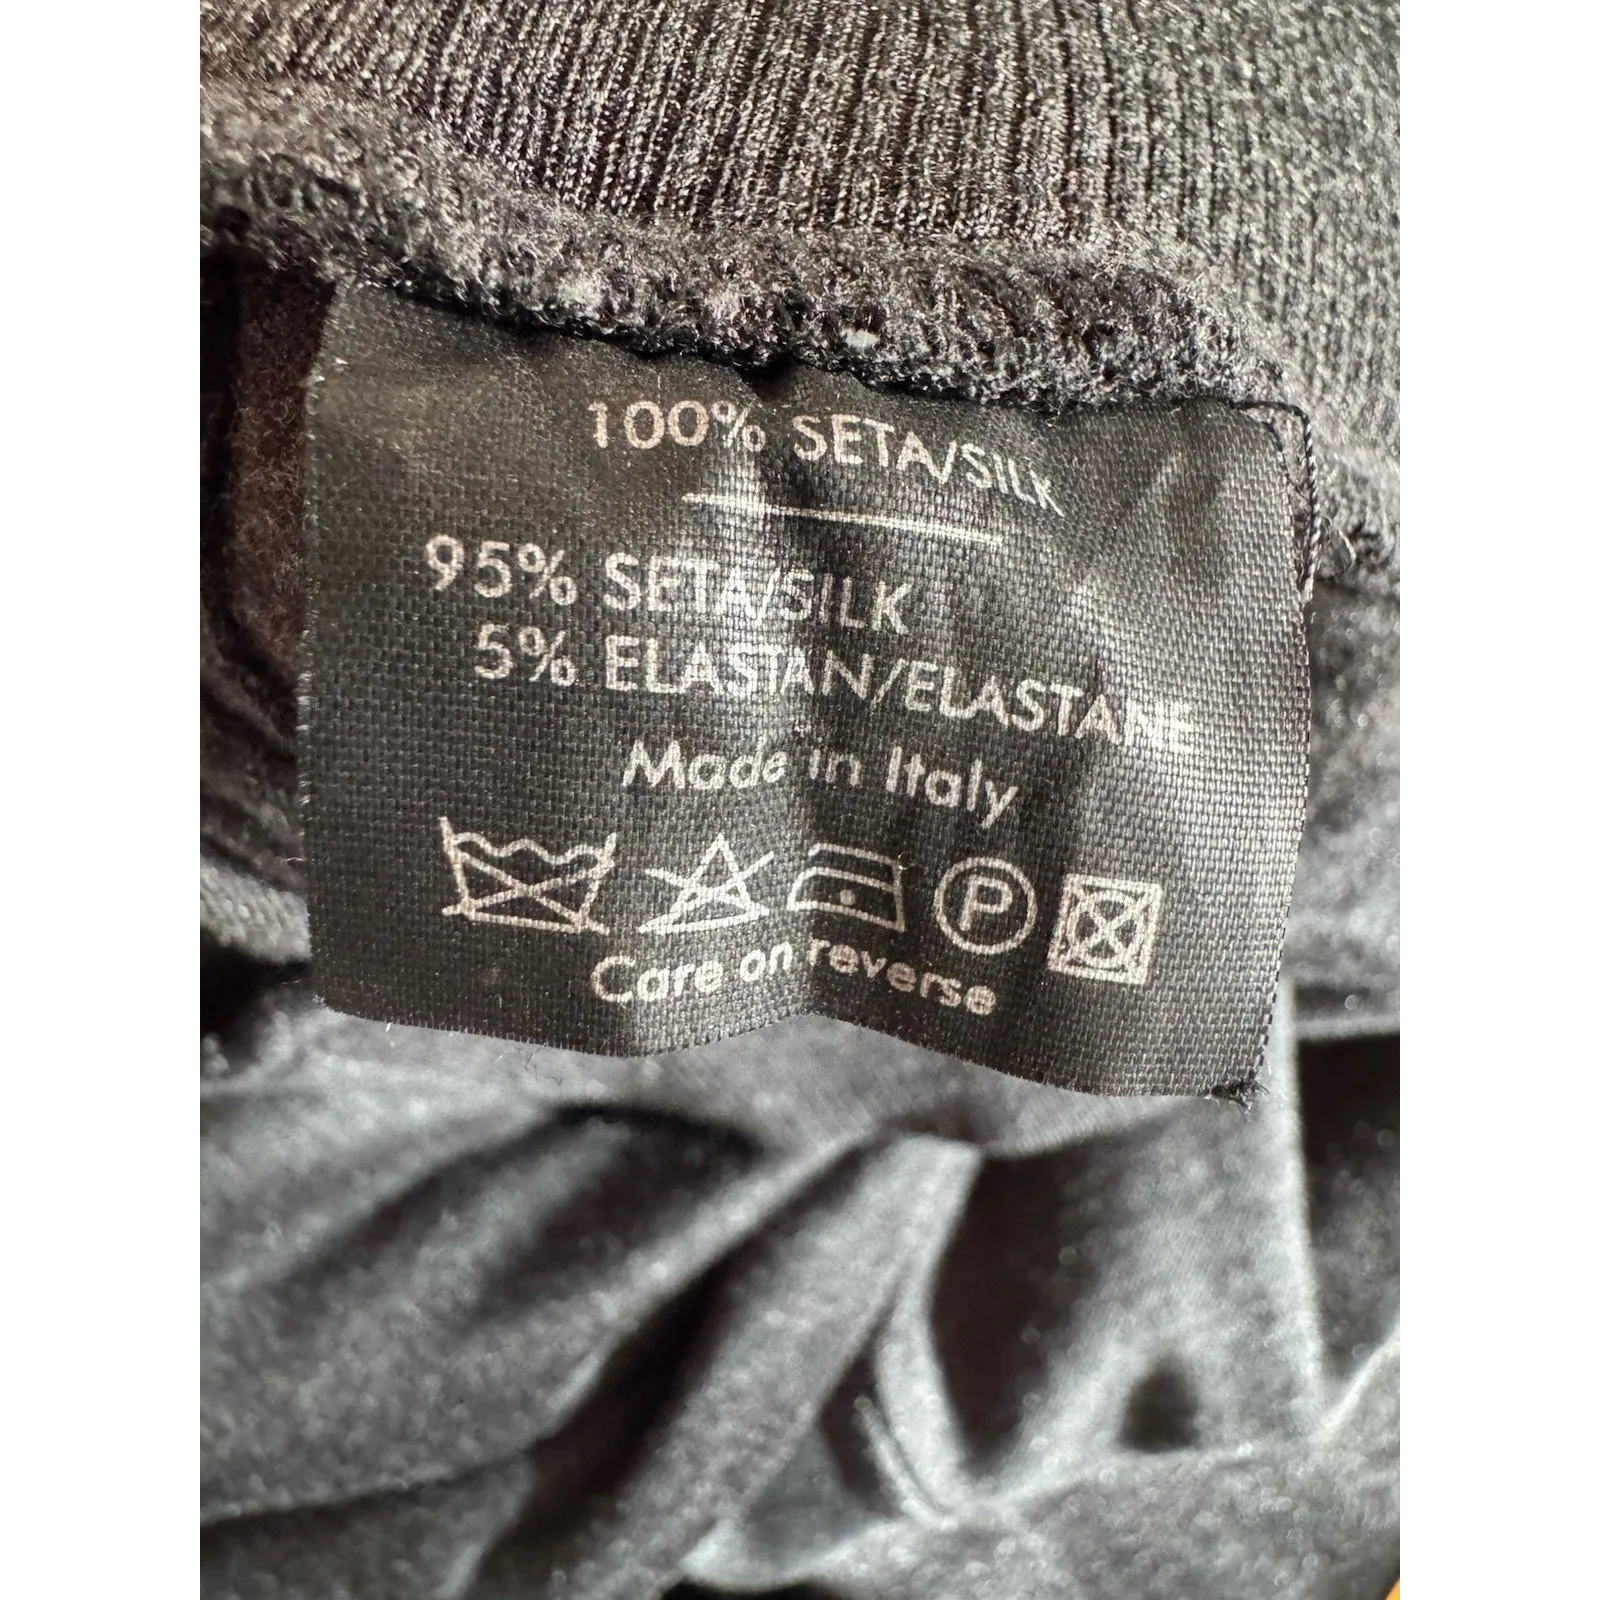 100% SETA/SILK
95% SETA/SILK
5% ELASTAN/ELASTANE
Made in Italy
P
Care on reverse